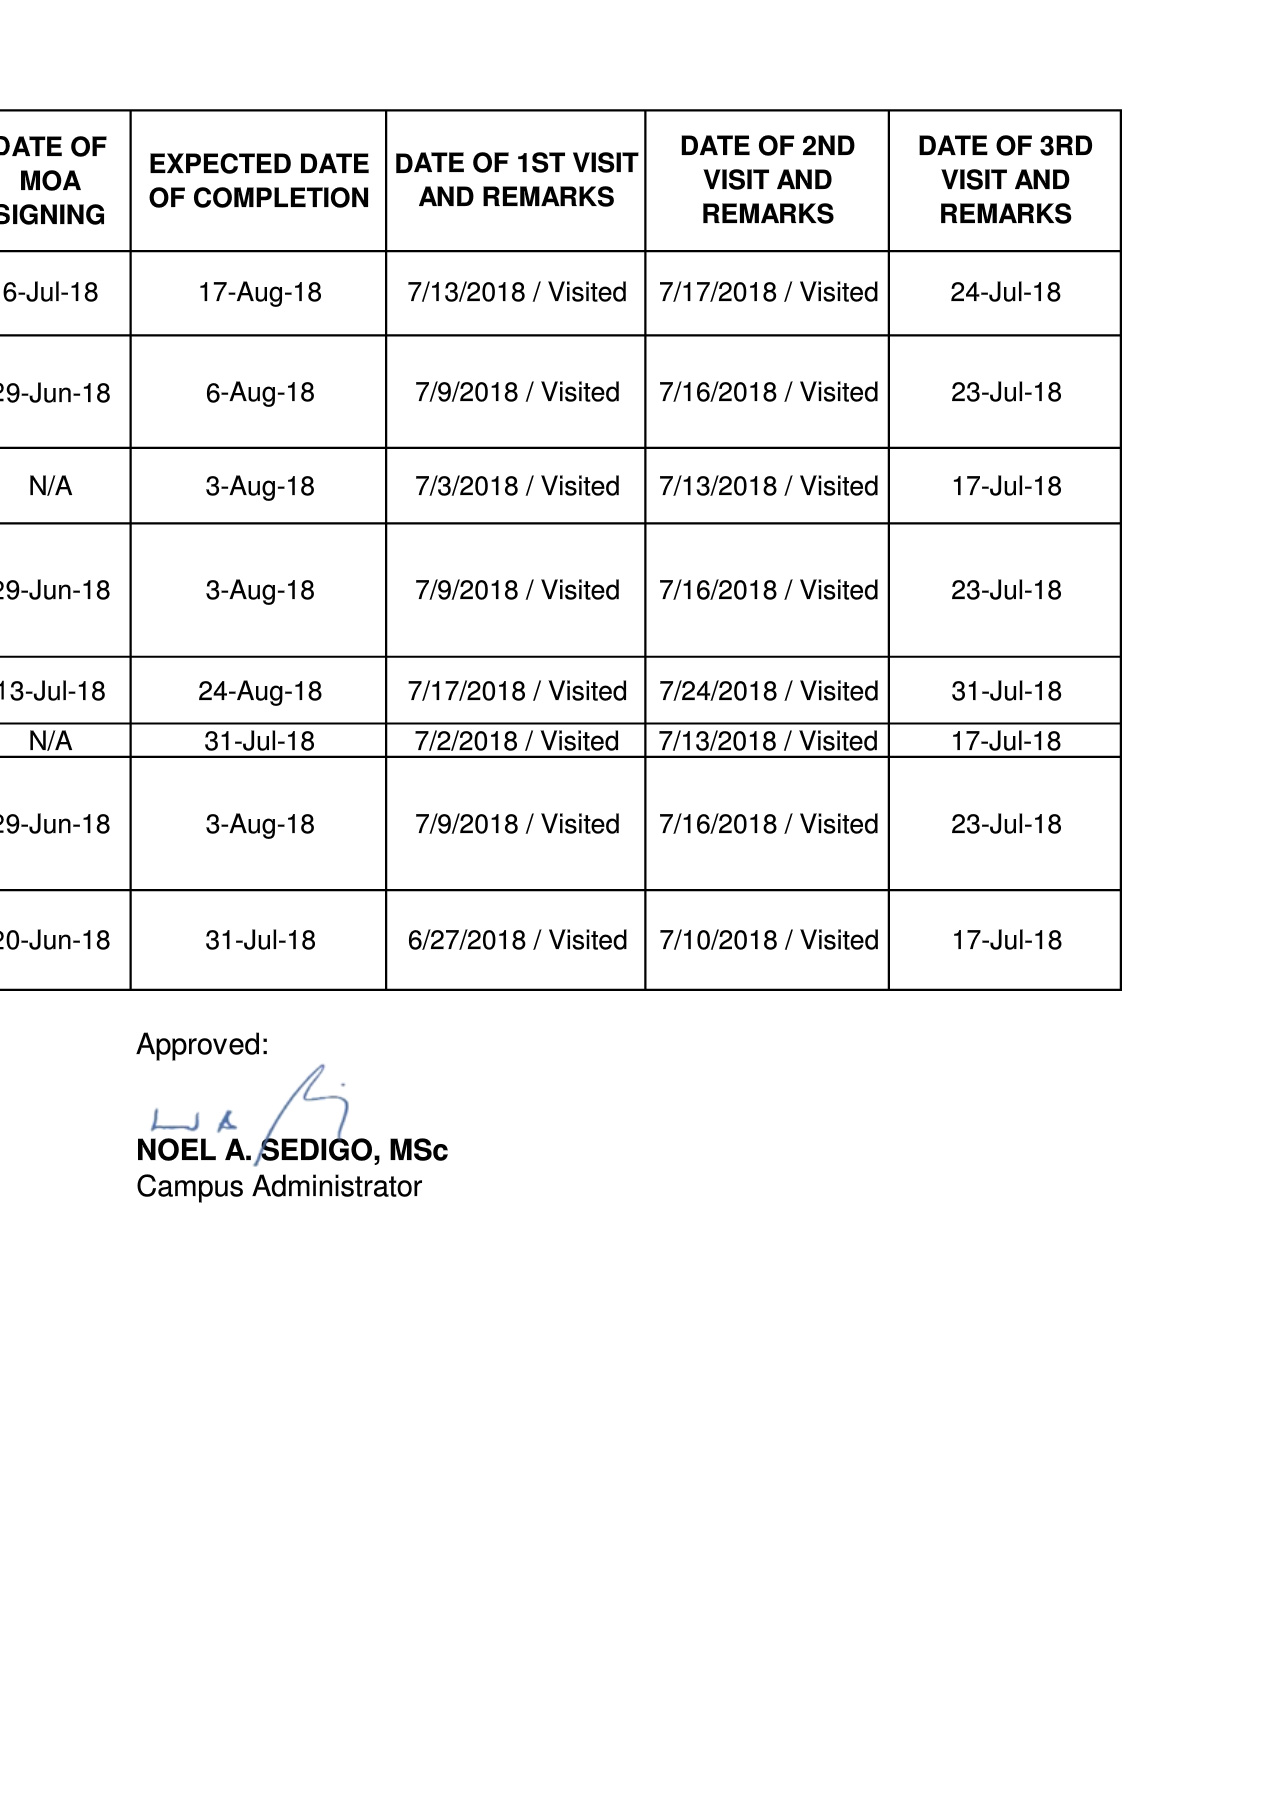 DATE OF MOA SIGNING | EXPECTED DATE OF COMPLETION | DATE OF 1ST VISIT AND REMARKS | DATE OF 2ND VISIT AND REMARKS | DATE OF 3RD VISIT AND REMARKS
6-Jul-18 | 17-Aug-18 | 7/13/2018 / Visited | 7/17/2018 / Visited | 24-Jul-18
29-Jun-18 | 6-Aug-18 | 7/9/2018 / Visited | 7/16/2018 / Visited | 23-Jul-18
N/A | 3-Aug-18 | 7/3/2018 / Visited | 7/13/2018 / Visited | 17-Jul-18
29-Jun-18 | 3-Aug-18 | 7/9/2018 / Visited | 7/16/2018 / Visited | 23-Jul-18
13-Jul-18 | 24-Aug-18 | 7/17/2018 / Visited | 7/24/2018 / Visited | 31-Jul-18
N/A | 31-Jul-18 | 7/2/2018 / Visited | 7/13/2018 / Visited | 17-Jul-18
29-Jun-18 | 3-Aug-18 | 7/9/2018 / Visited | 7/16/2018 / Visited | 23-Jul-18
20-Jun-18 | 31-Jul-18 | 6/27/2018 / Visited | 7/10/2018 / Visited | 17-Jul-18
Approved:
NOEL A. SEDIGO, MSc
Campus Administrator